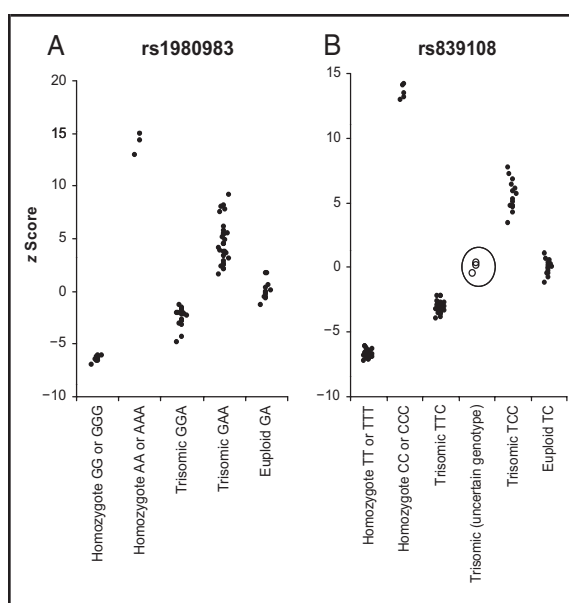 A
rs1980983
z Score
20
15
10
5
0
−5
−10
Homozygote GG or GGG
Homozygote AA or AAA
Trisomic GGA
Trisomic GAA
Euploid GA
B
rs839108
15
10
5
0
−5
−10
Homozygote TT or TTT
Homozygote CC or CCC
Trisomic TTC
Trisomic (uncertain genotype)
Trisomic TCC
Euploid TC